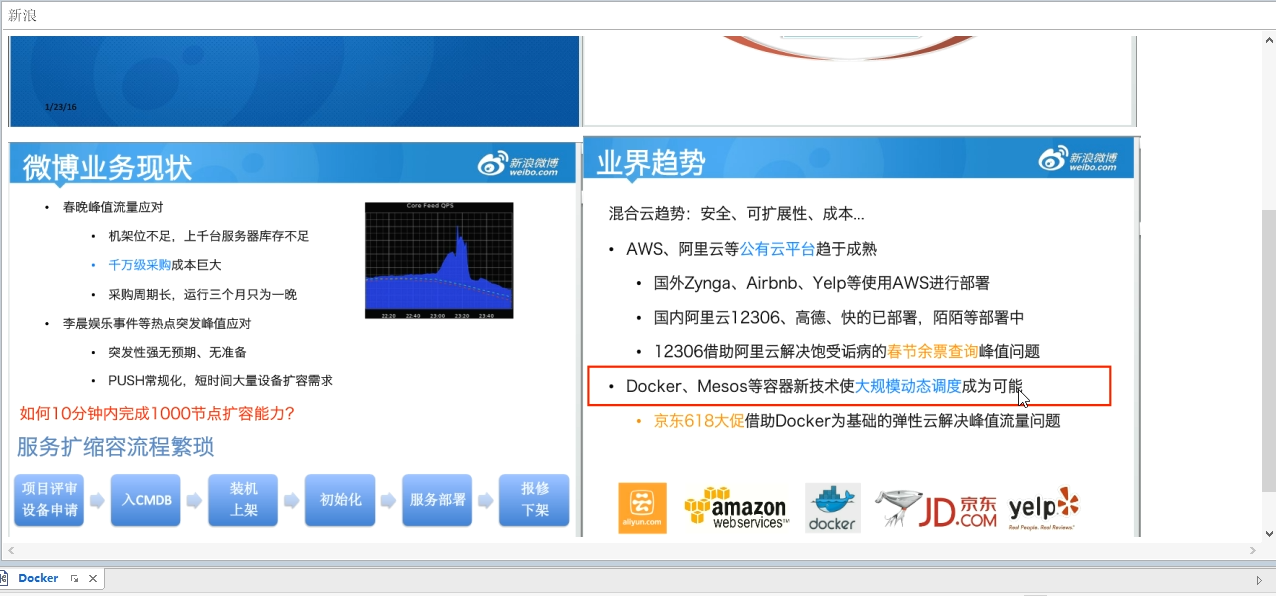 新浪
1/23/16
微博业务现状
新浪微博
weibo.com
• 春晚峰值流量应对
• 机架位不足，上千台服务器库存不足
• 千万级采购成本巨大
• 采购周期长，运行三个月只为一晚
• 李晨娱乐事件等热点突发峰值应对
• 突发性强无预期、无准备
• PUSH常规化，短时间大量设备扩容需求
Core Feed QPS
22:20 22:40 23:00 23:20 23:40
如何10分钟内完成1000节点扩容能力?
服务扩缩容流程繁琐
项目评审
设备申请
入CMDB
装机
上架
初始化
服务部署
报修
下架
业界趋势
新浪微博
weibo.com
混合云趋势：安全、可扩展性、成本...
• AWS、阿里云等公有云平台趋于成熟
• 国外Zynga、Airbnb、Yelp等使用AWS进行部署
• 国内阿里云12306、高德、快的已部署，陌陌等部署中
• 12306借助阿里云解决饱受诟病的春节余票查询峰值问题
• Docker、Mesos等容器新技术使大规模动态调度成为可能
• 京东618大促借助Docker为基础的弹性云解决峰值流量问题
aliyun.com
amazon
webservices™
docker
JD.京东
.COM
yelp
Real People. Real Reviews.®
Docker